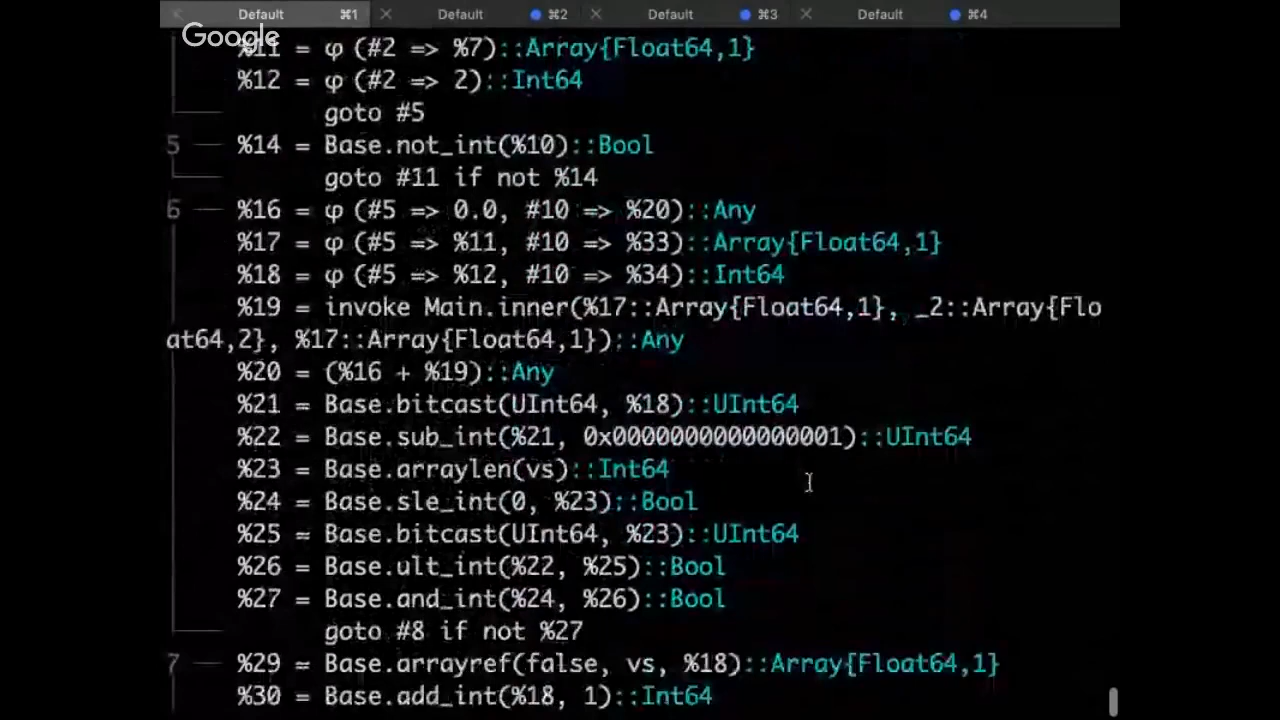 Default ⌘1 Default ⌘2 Default ⌘3 Default ⌘4
Google
%11 = φ (#2 => %7)::Array{Float64,1}
%12 = φ (#2 => 2)::Int64
goto #5
5 ── %14 = Base.not_int(%10)::Bool
goto #11 if not %14
6 ── %16 = φ (#5 => 0.0, #10 => %20)::Any
%17 = φ (#5 => %11, #10 => %33)::Array{Float64,1}
%18 = φ (#5 => %12, #10 => %34)::Int64
%19 = invoke Main.inner(%17::Array{Float64,1}, _2::Array{Flo
at64,2}, %17::Array{Float64,1})::Any
%20 = (%16 + %19)::Any
%21 = Base.bitcast(UInt64, %18)::UInt64
%22 = Base.sub_int(%21, 0x0000000000000001)::UInt64
%23 = Base.arraylen(vs)::Int64
%24 = Base.sle_int(0, %23)::Bool
%25 = Base.bitcast(UInt64, %23)::UInt64
%26 = Base.ult_int(%22, %25)::Bool
%27 = Base.and_int(%24, %26)::Bool
goto #8 if not %27
7 ── %29 = Base.arrayref(false, vs, %18)::Array{Float64,1}
%30 = Base.add_int(%18, 1)::Int64